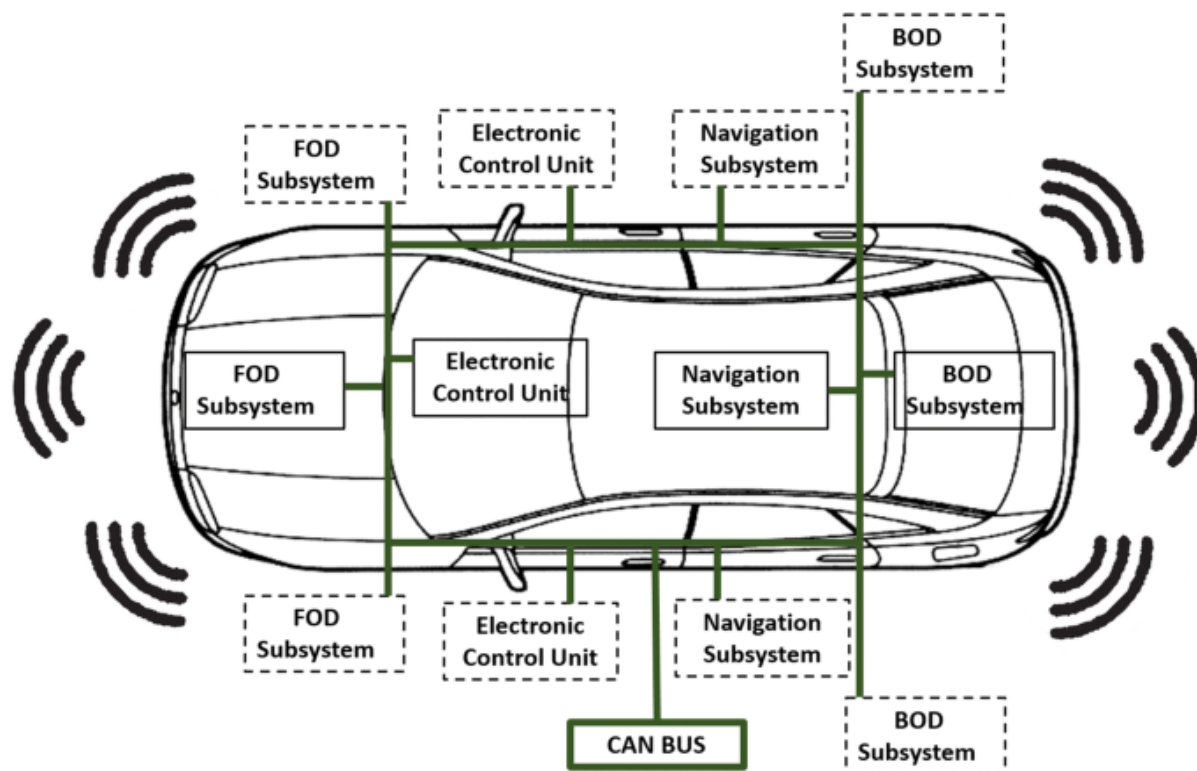 BOD
Subsystem
Electronic
Control Unit
Navigation
Subsystem
FOD
Subsystem
Electronic
Control Unit
FOD
Subsystem
Navigation
Subsystem
BOD
Subsystem
FOD
Subsystem
Electronic
Control Unit
Navigation
Subsystem
BOD
Subsystem
CAN BUS